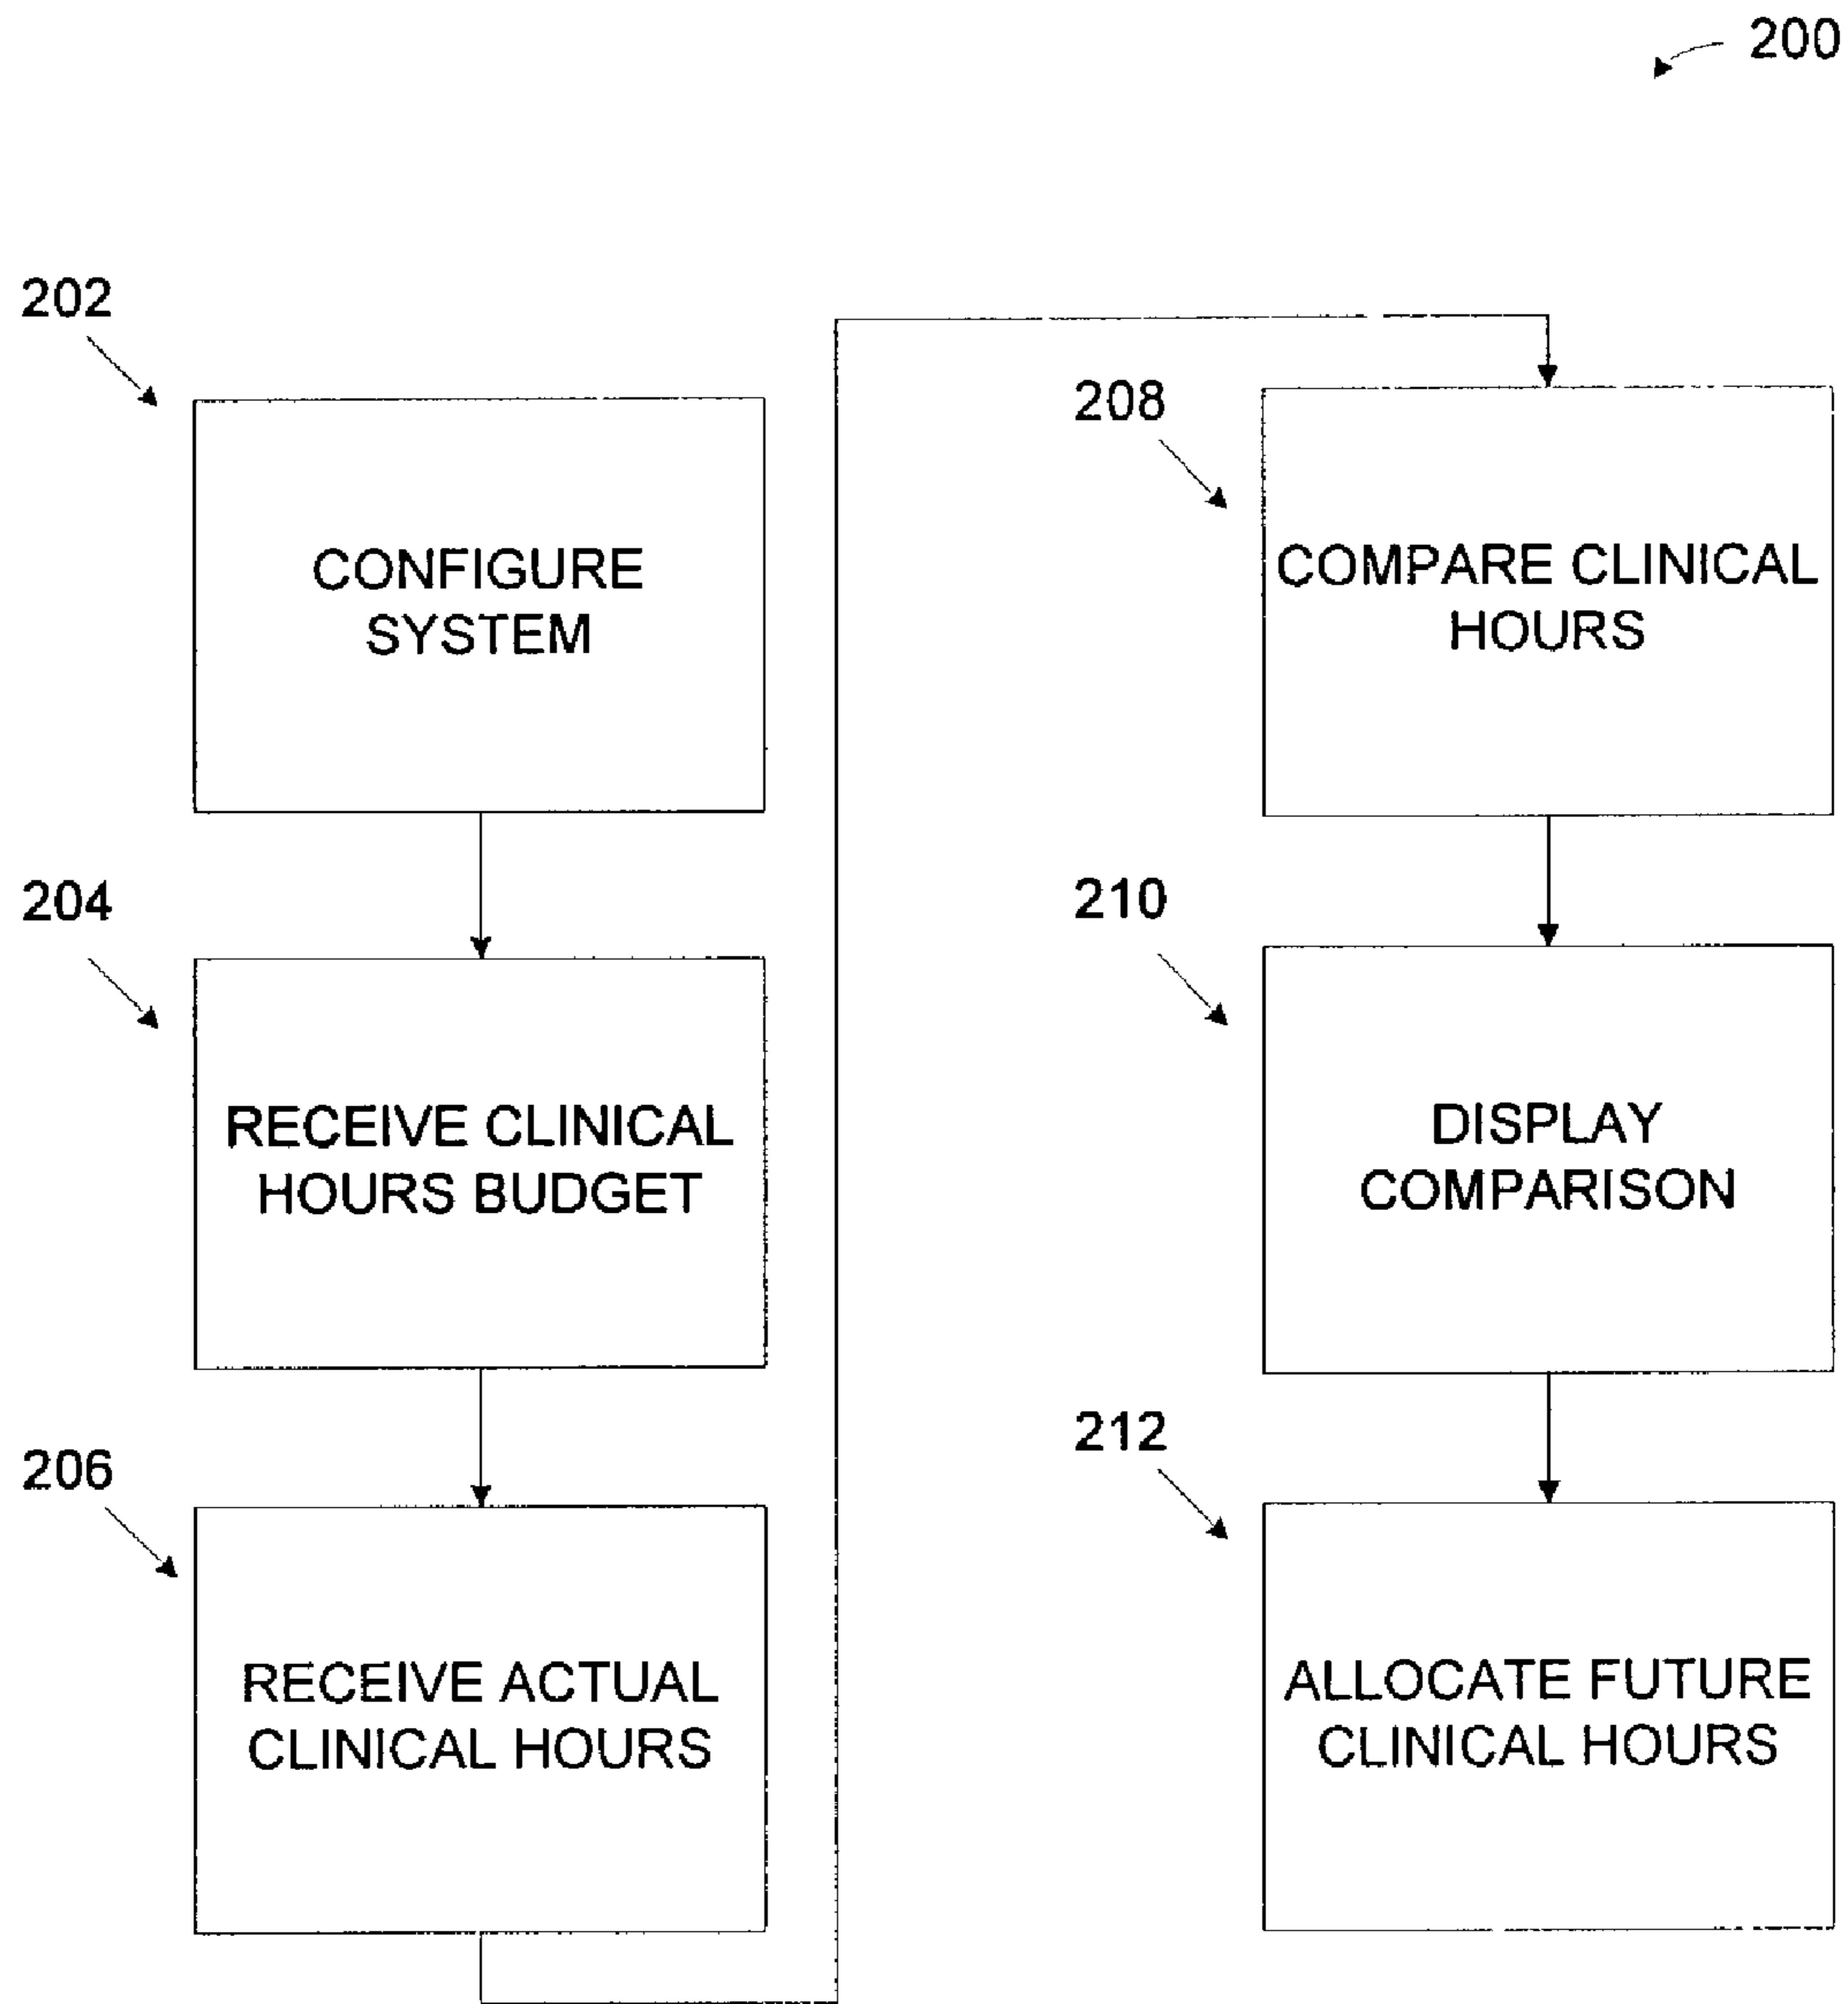 200
202
CONFIGURE
SYSTEM
204
RECEIVE CLINICAL
HOURS BUDGET
206
RECEIVE ACTUAL
CLINICAL HOURS
208
COMPARE CLINICAL
HOURS
210
DISPLAY
COMPARISON
212
ALLOCATE FUTURE
CLINICAL HOURS